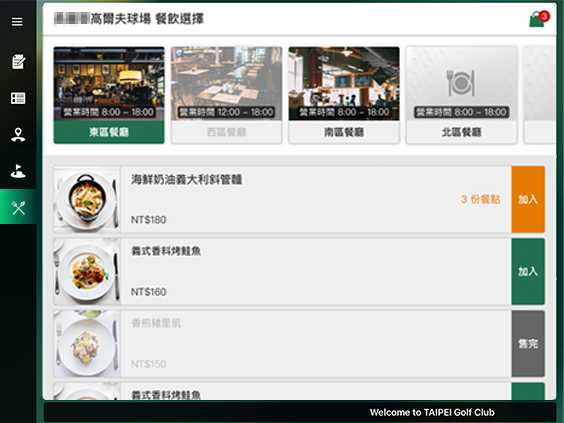 高爾夫球場 餐飲選擇
3
營業時間 8:00 - 18:00
營業時間 12:00 - 18:00
營業時間 8:00 - 18:00
營業時間 8:00 - 18:00
東區餐廳
西區餐廳
南區餐廳
北區餐廳
海鮮奶油義大利斜管麵
3 份餐點
加入
NT$180
義式香料烤鮭魚
加入
NT$160
香煎豬里肌
售完
NT$150
義式香料烤鮭魚
Welcome to TAIPEI Golf Club